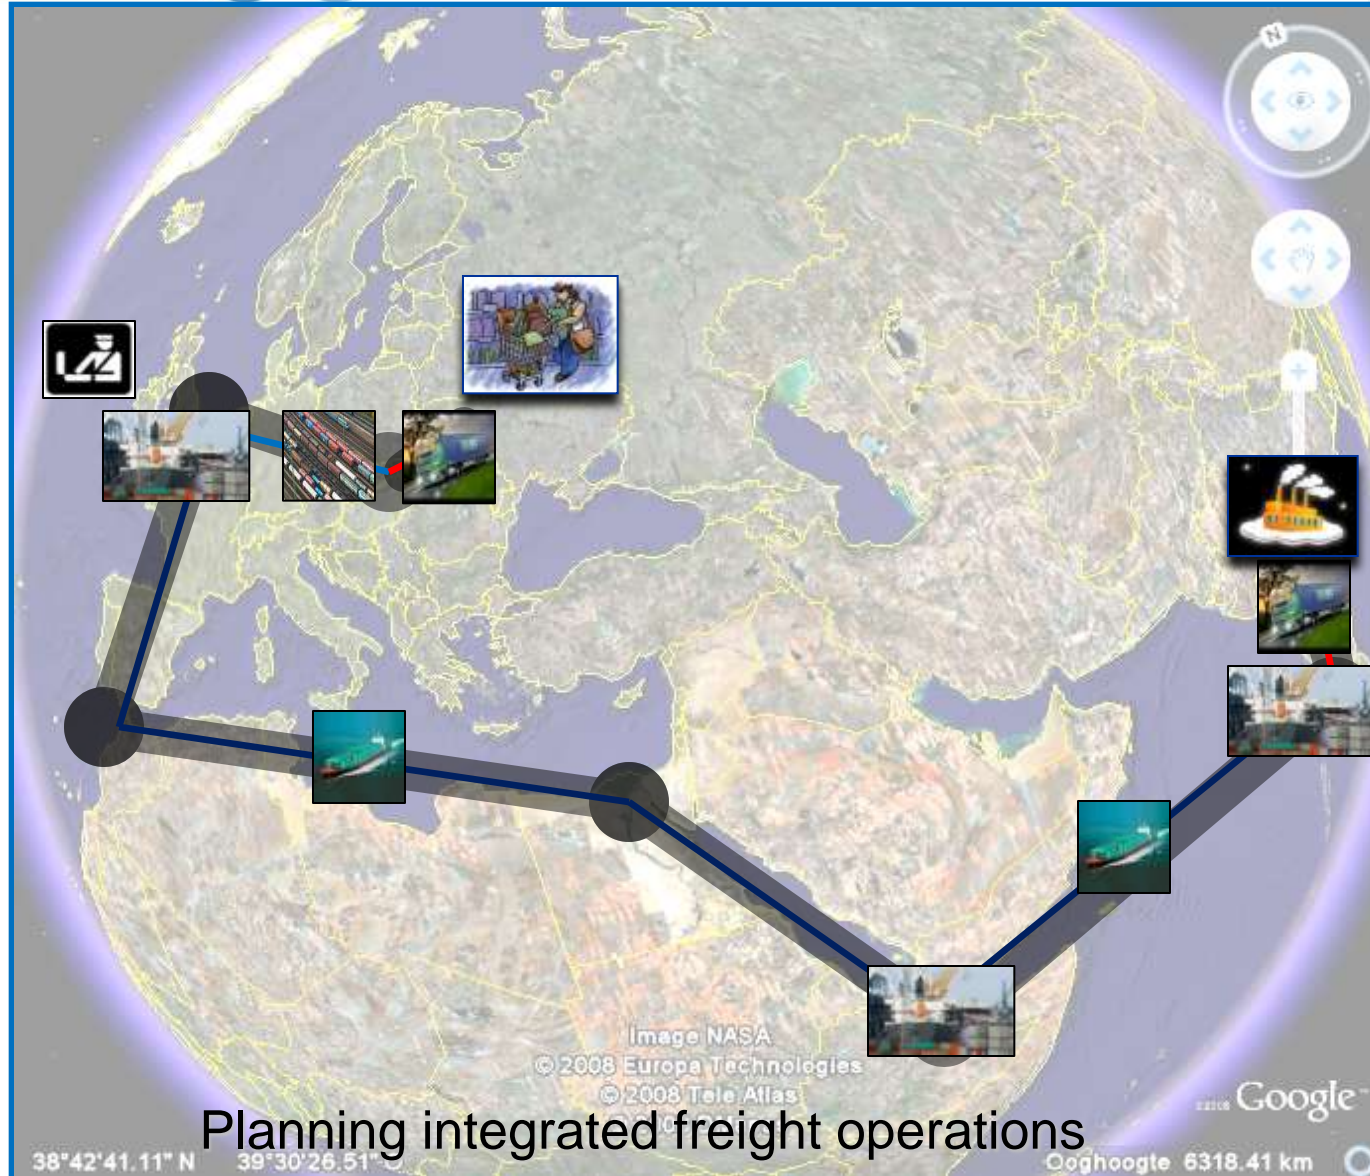 N
Image NASA
© 2008 Europa Technologies
© 2008 Tele Atlas
Google
Planning integrated freight operations
38°42'41.11" N 39°30'26.51" O
Ooghoogte 6318.41 km